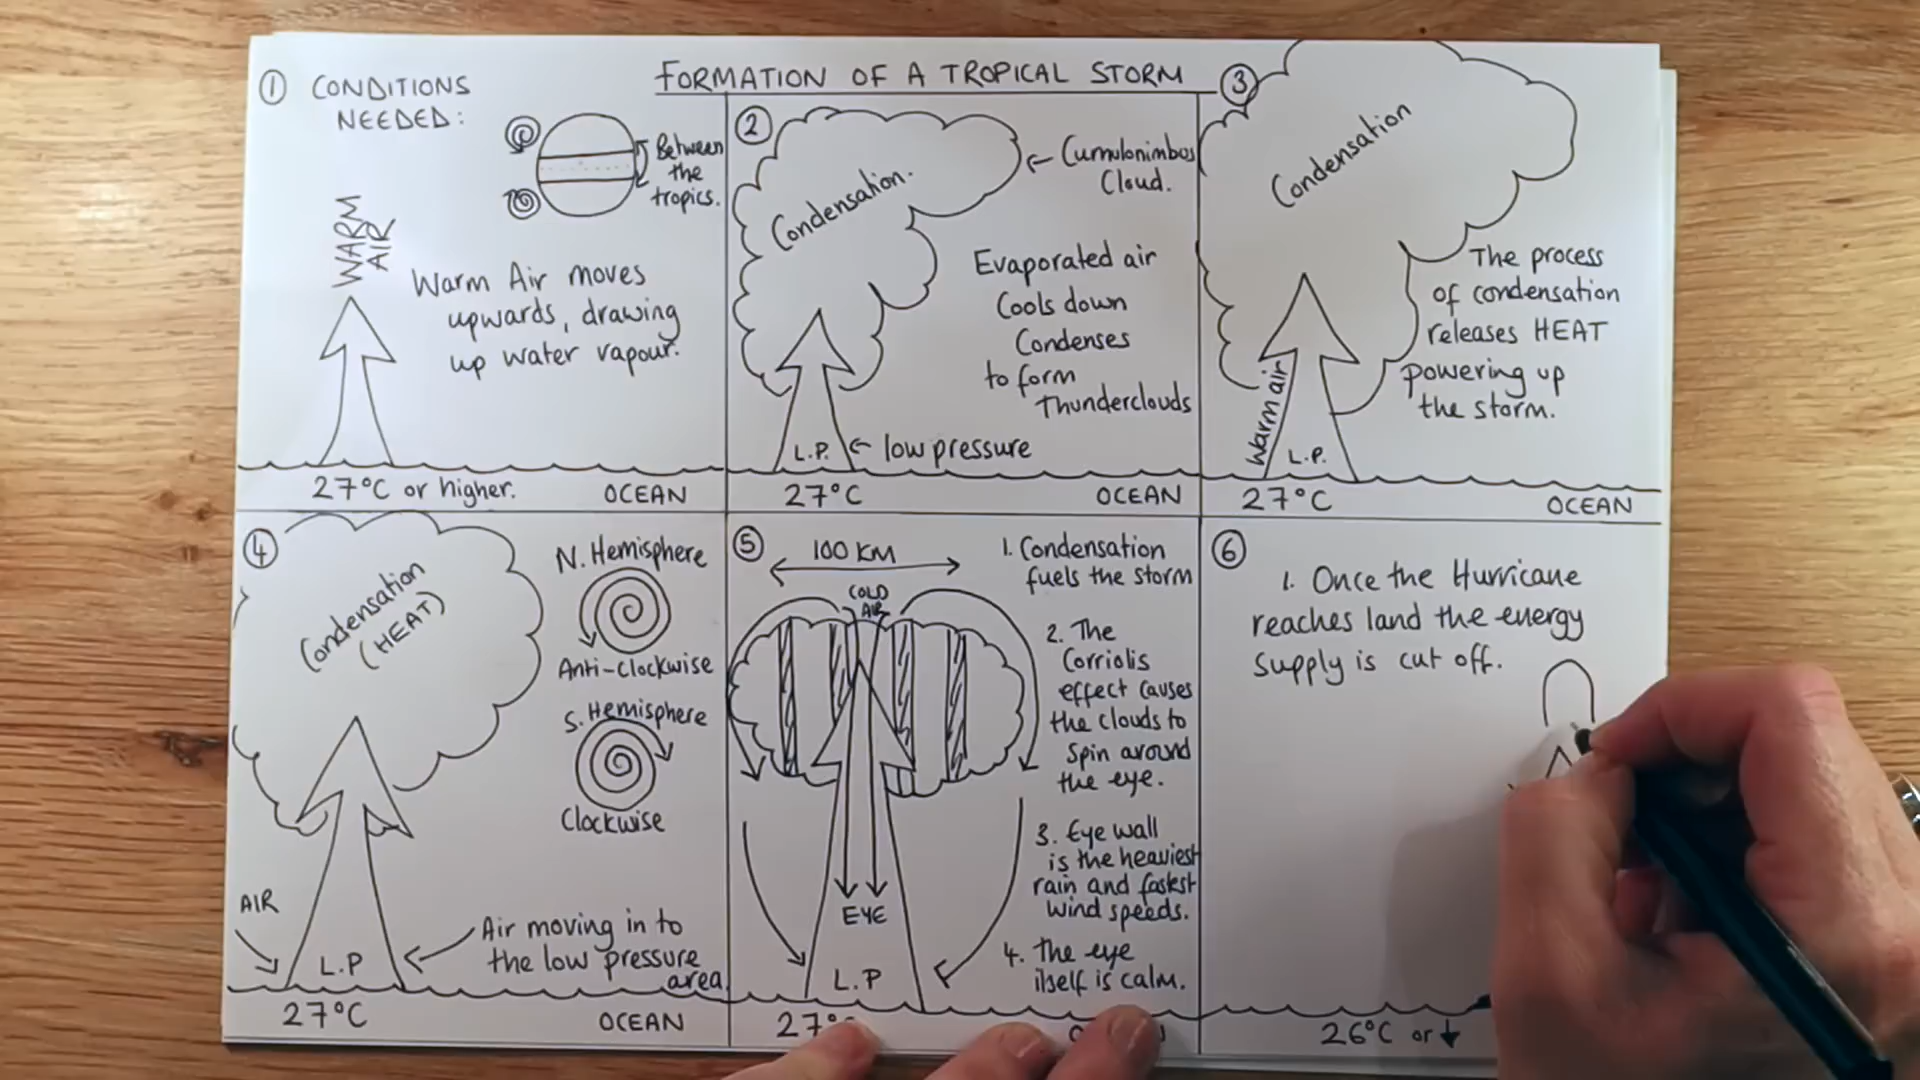 FORMATION OF A TROPICAL STORM
① CONDITIONS
NEEDED:
Between
the
tropics.
WARM
AIR
Warm Air moves
upwards, drawing
up water vapour.
27°C or higher.
OCEAN
②
Condensation.
← Cumulonimbus
Cloud.
Evaporated air
Cools down
Condenses
to form
Thunderclouds
L.P. ← low pressure
27°C
OCEAN
③
Condensation
The process
of condensation
releases HEAT
powering up
the storm.
Warm air
L.P.
27°C
OCEAN
④
Condensation
(HEAT)
N. Hemisphere
Anti-clockwise
S. Hemisphere
Clockwise
AIR
L.P
Air moving in to
the low pressure
area
27°C
OCEAN
⑤
100 KM
COLD
AIR
EYE
L.P
1. Condensation
fuels the storm
2. The
Corriolis
effect causes
the clouds to
spin around
the eye.
3. Eye wall
is the heaviest
rain and fastest
wind speeds.
4. The eye
itself is calm.
27°
⑥
1. Once the Hurricane
reaches land the energy
supply is cut off.
26°C or ↓